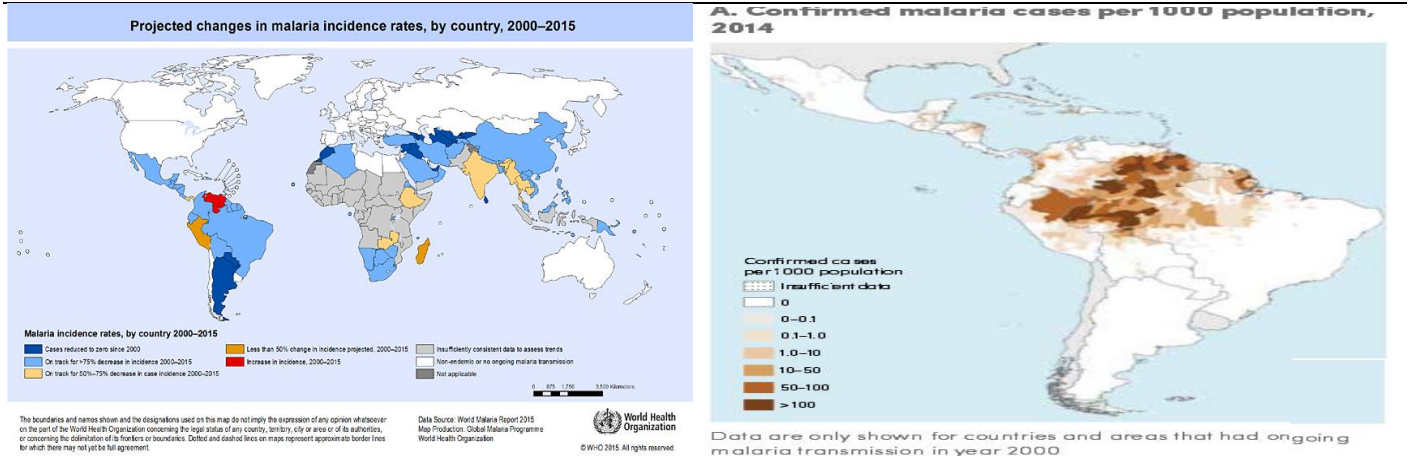 Projected changes in malaria incidence rates, by country, 2000–2015
Malaria incidence rates, by country 2000–2015
Cases reduced to zero since 2000
On track for >75% decrease in incidence 2000–2015
On track for 50%–75% decrease in case incidence 2000–2015
Less than 50% change in incidence projected, 2000–2015
Increase in incidence, 2000–2015
Insufficiently consistent data to assess trends
Non-endemic or no ongoing malaria transmission
Not applicable
0 875 1,750 3,500 Kilometers
The boundaries and names shown and the designations used on this map do not imply the expression of any opinion whatsoever
on the part of the World Health Organization concerning the legal status of any country, territory, city or area or of its authorities,
or concerning the delimitation of its frontiers or boundaries. Dotted and dashed lines on maps represent approximate border lines
for which there may not yet be full agreement.
Data Source: World Malaria Report 2015
Map Production: Global Malaria Programme
World Health Organization
World Health
Organization
© WHO 2015. All rights reserved.
A. Confirmed malaria cases per 1000 population,
2014
Confirmed cases
per 1000 population
Insufficient data
0
0–0.1
0.1–1.0
1.0–10
10–50
50–100
>100
Data are only shown for countries and areas that had ongoing
malaria transmission in year 2000